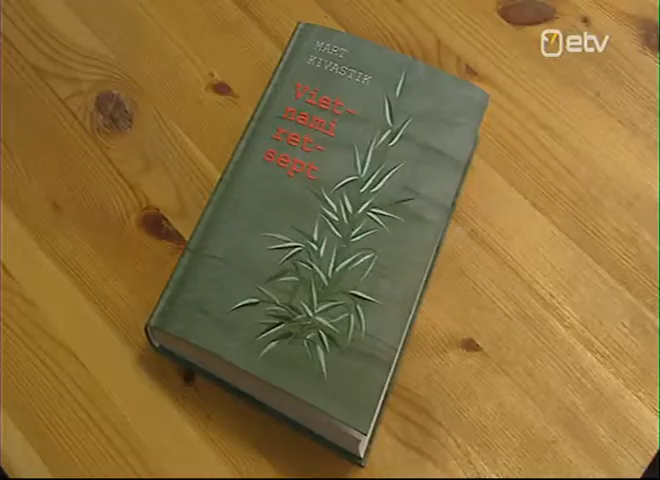 MART
KIVASTIK
Viet-
nami
ret-
sept
etv